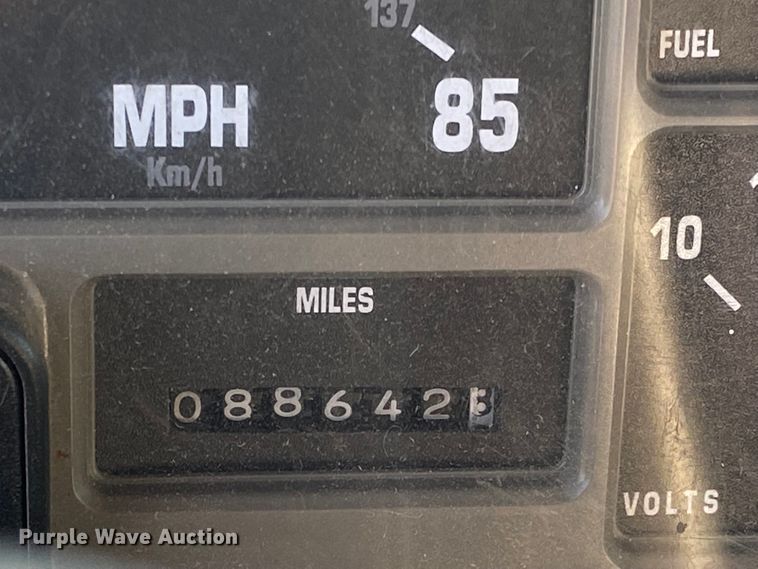 137
FUEL
MPH
85
Km/h
10
MILES
088642
VOLTS
Purple Wave Auction